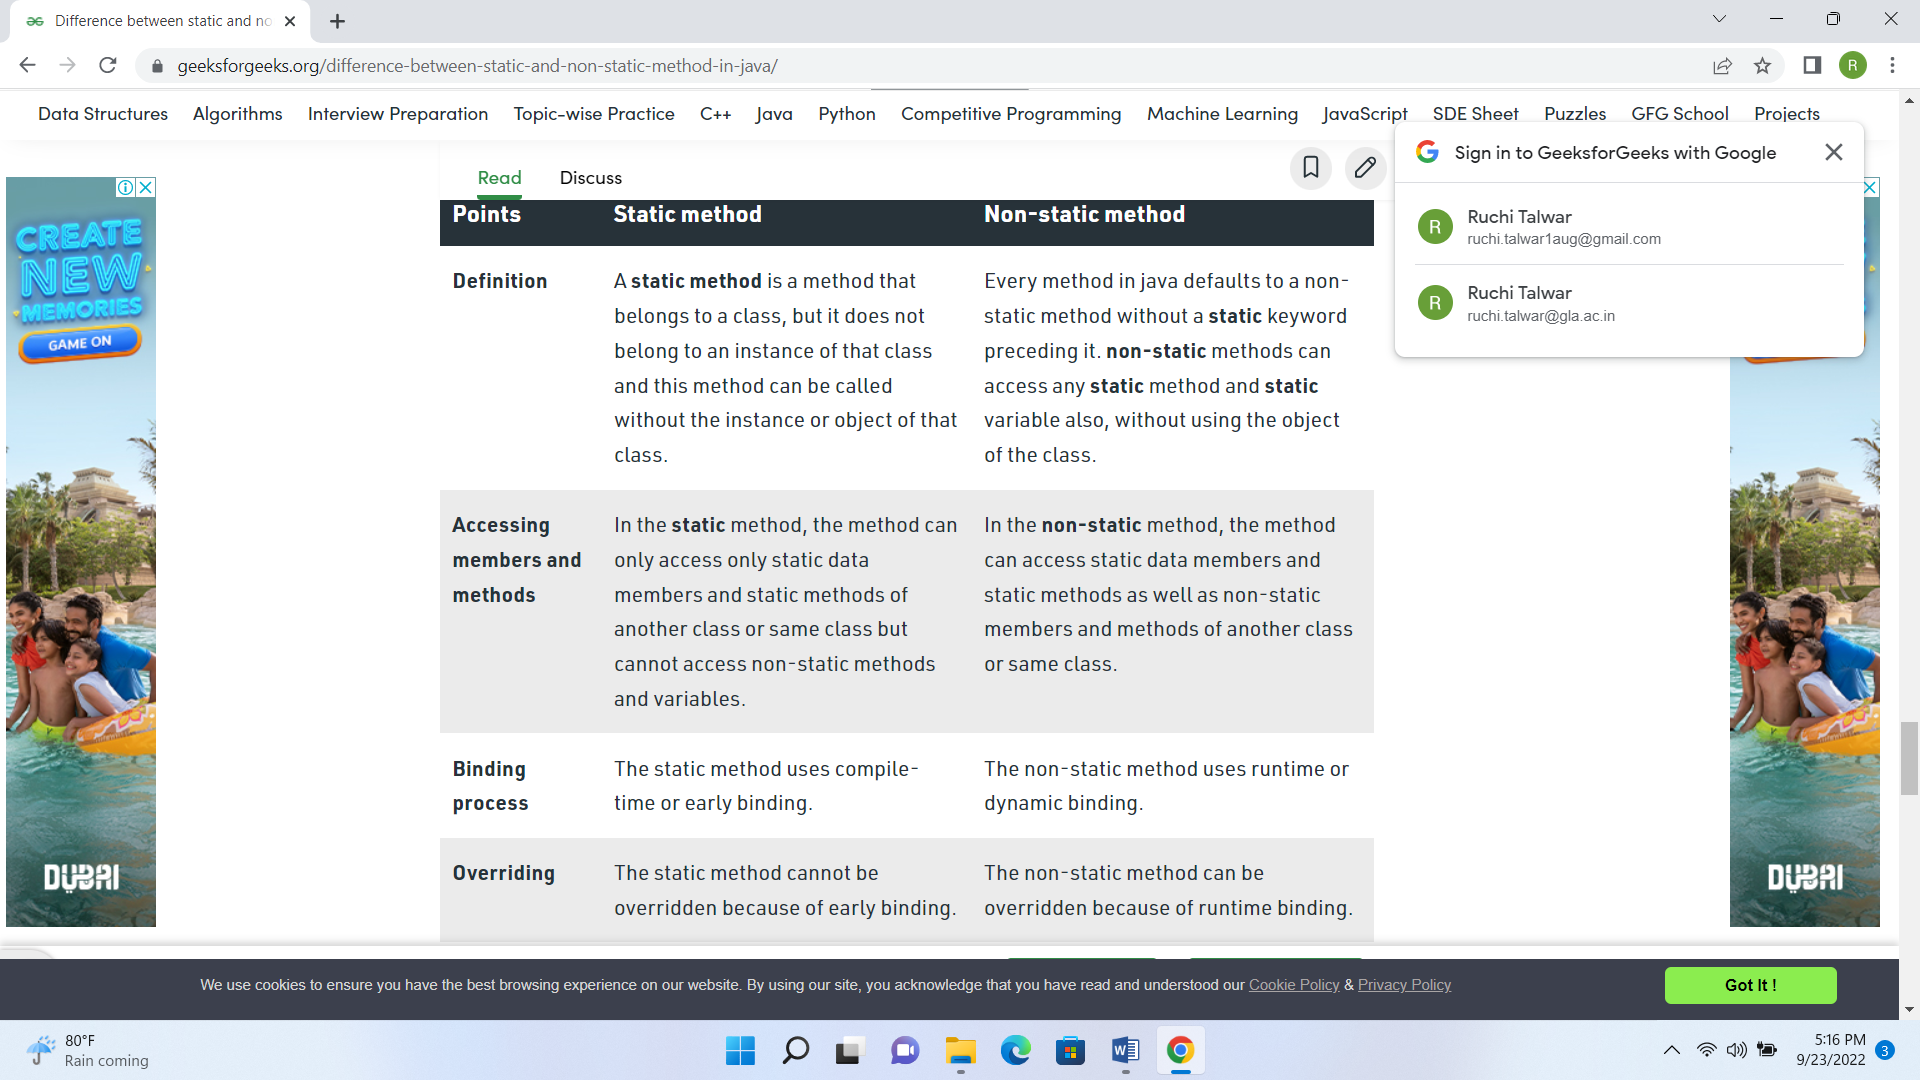 Difference between static and no
geeksforgeeks.org/difference-between-static-and-non-static-method-in-java/
R
Data Structures Algorithms Interview Preparation Topic-wise Practice C++ Java Python Competitive Programming Machine Learning JavaScript SDE Sheet Puzzles GFG School Projects
Read Discuss
Sign in to GeeksforGeeks with Google
R
Ruchi Talwar
ruchi.talwar1aug@gmail.com
R
Ruchi Talwar
ruchi.talwar@gla.ac.in
CREATE
NEW
MEMORIES
GAME ON
DUBAI
Points Static method Non-static method
Definition
A static method is a method that
belongs to a class, but it does not
belong to an instance of that class
and this method can be called
without the instance or object of that
class.
Every method in java defaults to a non-
static method without a static keyword
preceding it. non-static methods can
access any static method and static
variable also, without using the object
of the class.
Accessing
members and
methods
In the static method, the method can
only access only static data
members and static methods of
another class or same class but
cannot access non-static methods
and variables.
In the non-static method, the method
can access static data members and
static methods as well as non-static
members and methods of another class
or same class.
Binding
process
The static method uses compile-
time or early binding.
The non-static method uses runtime or
dynamic binding.
Overriding
The static method cannot be
overridden because of early binding.
The non-static method can be
overridden because of runtime binding.
DUBAI
We use cookies to ensure you have the best browsing experience on our website. By using our site, you acknowledge that you have read and understood our Cookie Policy & Privacy Policy
Got It !
80°F
Rain coming
5:16 PM
9/23/2022
3